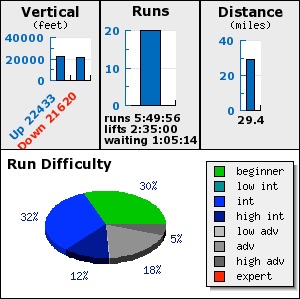 Vertical
(feet)
40000
20000
0
Up 22433
Down 21620
Runs
20
10
0
runs 5:49:56
lifts 2:35:00
waiting 1:05:14
Distance
(miles)
40
20
0
29.4
Run Difficulty
30%
32%
5%
12%
18%
beginner
low int
int
high int
low adv
adv
high adv
expert